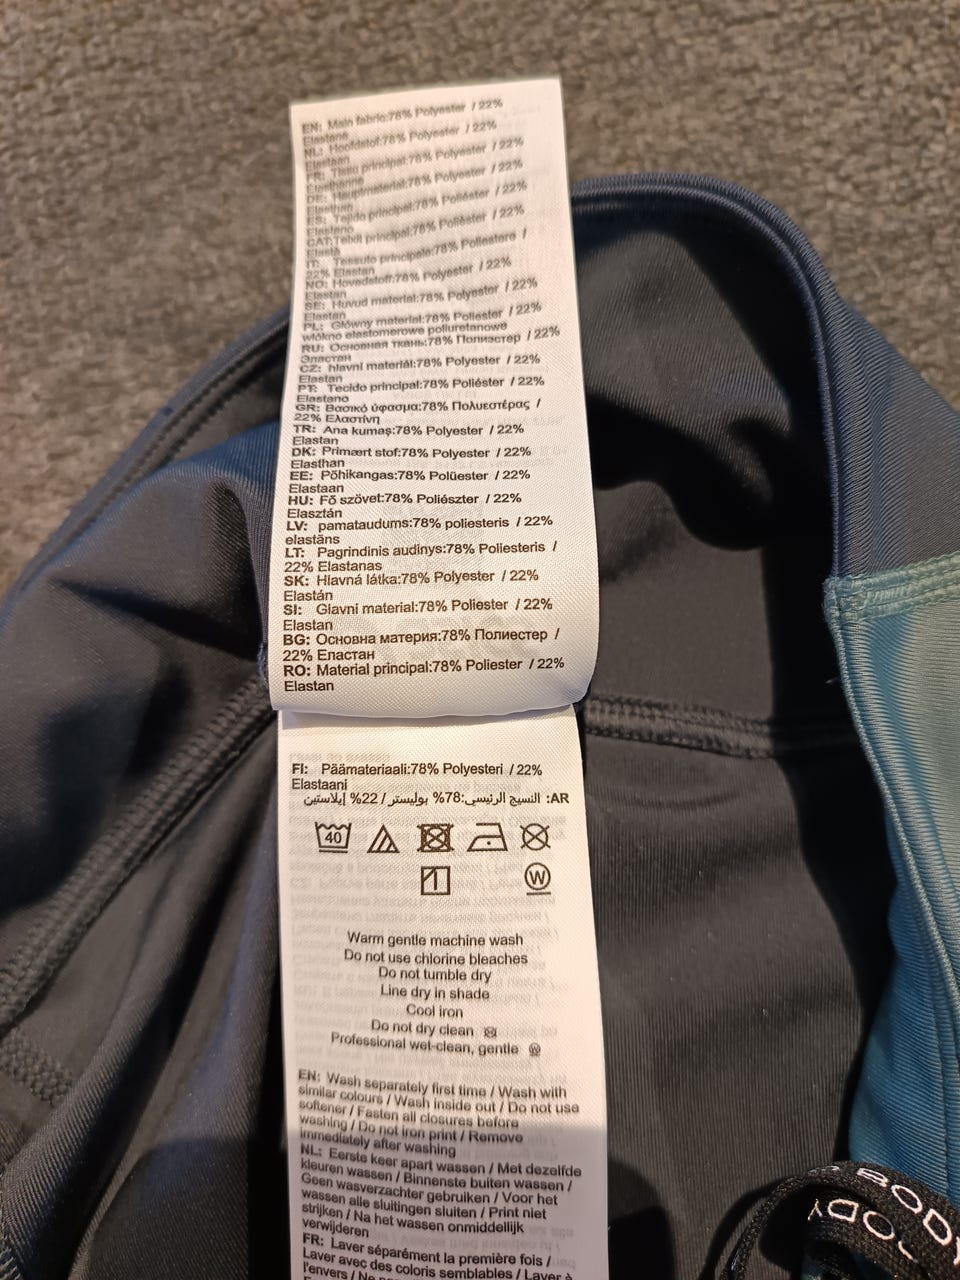 EN: Main fabric:78% Polyester / 22%
Elastane
NL: Hoofdstof:78% Polyester / 22%
Elastaan
FR: Tissu principal:78% Polyester / 22%
Elasthanne
DE: Hauptmaterial:78% Polyester / 22%
Elasthan
ES: Tejido principal:78% Poliéster / 22%
Elastano
CAT:Teixit principal:78% Polièster / 22%
Elastà
IT: Tessuto principale:78% Poliestere /
22% Elastan
NO: Hovedstoff:78% Polyester / 22%
Elastan
SE: Huvud material:78% Polyester / 22%
Elastan
PL: Główny materiał:78% Poliester / 22%
włókno elastomerowe poliuretanowe
RU: Основная ткань:78% Полиэстер / 22%
Эластан
CZ: hlavní materiál:78% Polyester / 22%
Elastan
PT: Tecido principal:78% Poliéster / 22%
Elastano
GR: Βασικό ύφασμα:78% Πολυεστέρας /
22% Ελαστίνη
TR: Ana kumaş:78% Polyester / 22%
Elastan
DK: Primært stof:78% Polyester / 22%
Elasthan
EE: Põhikangas:78% Polüester / 22%
Elastaan
HU: Fő szövet:78% Poliészter / 22%
Elasztán
LV: pamataudums:78% poliesteris / 22%
elastāns
LT: Pagrindinis audinys:78% Poliesteris /
22% Elastanas
SK: Hlavná látka:78% Polyester / 22%
Elastán
SI: Glavni material:78% Poliester / 22%
Elastan
BG: Основна материя:78% Полиестер /
22% Еластан
RO: Material principal:78% Poliester / 22%
Elastan
FI: Päämateriaali:78% Polyesteri / 22%
Elastaani
AR: النسيج الرئيسي:78% بوليستر / 22% إيلاستين
40
W
Warm gentle machine wash
Do not use chlorine bleaches
Do not tumble dry
Line dry in shade
Cool iron
Do not dry clean
Professional wet-clean, gentle
EN: Wash separately first time / Wash with
similar colours / Wash inside out / Do not use
softener / Fasten all closures before
washing / Do not iron print / Remove
immediately after washing
NL: Eerste keer apart wassen / Met dezelfde
kleuren wassen / Binnenste buiten wassen /
Geen wasverzachter gebruiken / Voor het
wassen alle sluitingen sluiten / Print niet
strijken / Na het wassen onmiddellijk
verwijderen
FR: Laver séparément la première fois /
Laver avec des coloris semblables / Laver à
l'envers / Ne
BODY